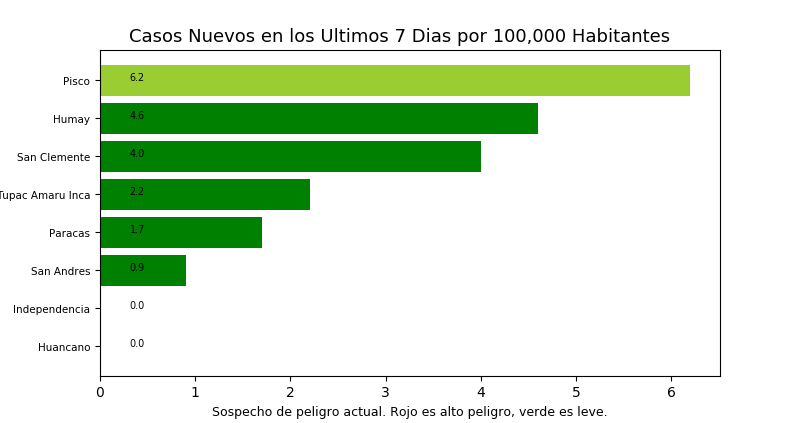 Casos Nuevos en los Ultimos 7 Dias por 100,000 Habitantes
Pisco 6.2
Humay 4.6
San Clemente 4.0
Tupac Amaru Inca 2.2
Paracas 1.7
San Andres 0.9
Independencia 0.0
Huancano 0.0
0 1 2 3 4 5 6
Sospecho de peligro actual. Rojo es alto peligro, verde es leve.